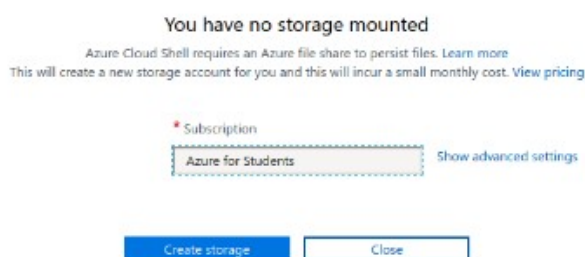 You have no storage mounted
Azure Cloud Shell requires an Azure file share to persist files. Learn more
This will create a new storage account for you and this will incur a small monthly cost. View pricing
* Subscription
Azure for Students
Show advanced settings
Create storage
Close